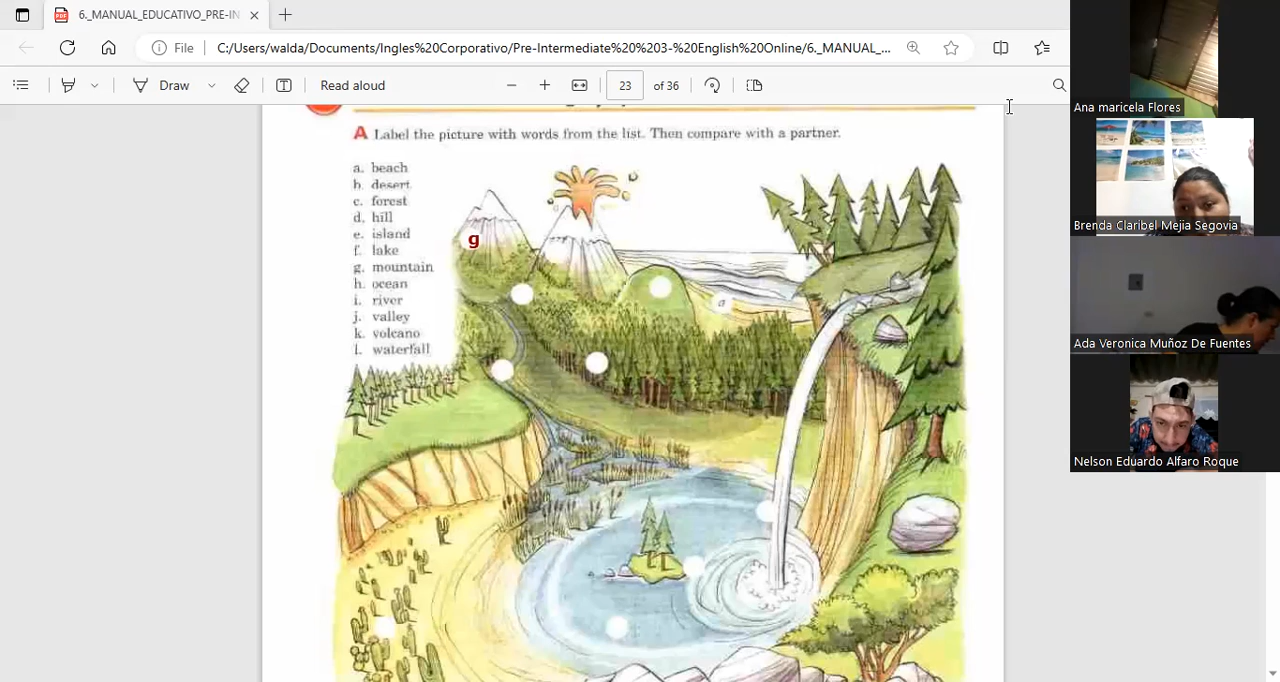 6._MANUAL_EDUCATIVO_PRE-IN
File
C:/Users/walda/Documents/Ingles%20Corporativo/Pre-Intermediate%20%203-%20English%20Online/6._MANUAL_...
Draw
Read aloud
23
of 36
A Label the picture with words from the list. Then compare with a partner.
a. beach
b. desert
c. forest
d. hill
e. island
f. lake
g. mountain
h. ocean
i. river
j. valley
k. volcano
l. waterfall
g
a
Ana maricela Flores
Brenda Claribel Mejia Segovia
Ada Veronica Muñoz De Fuentes
Nelson Eduardo Alfaro Roque